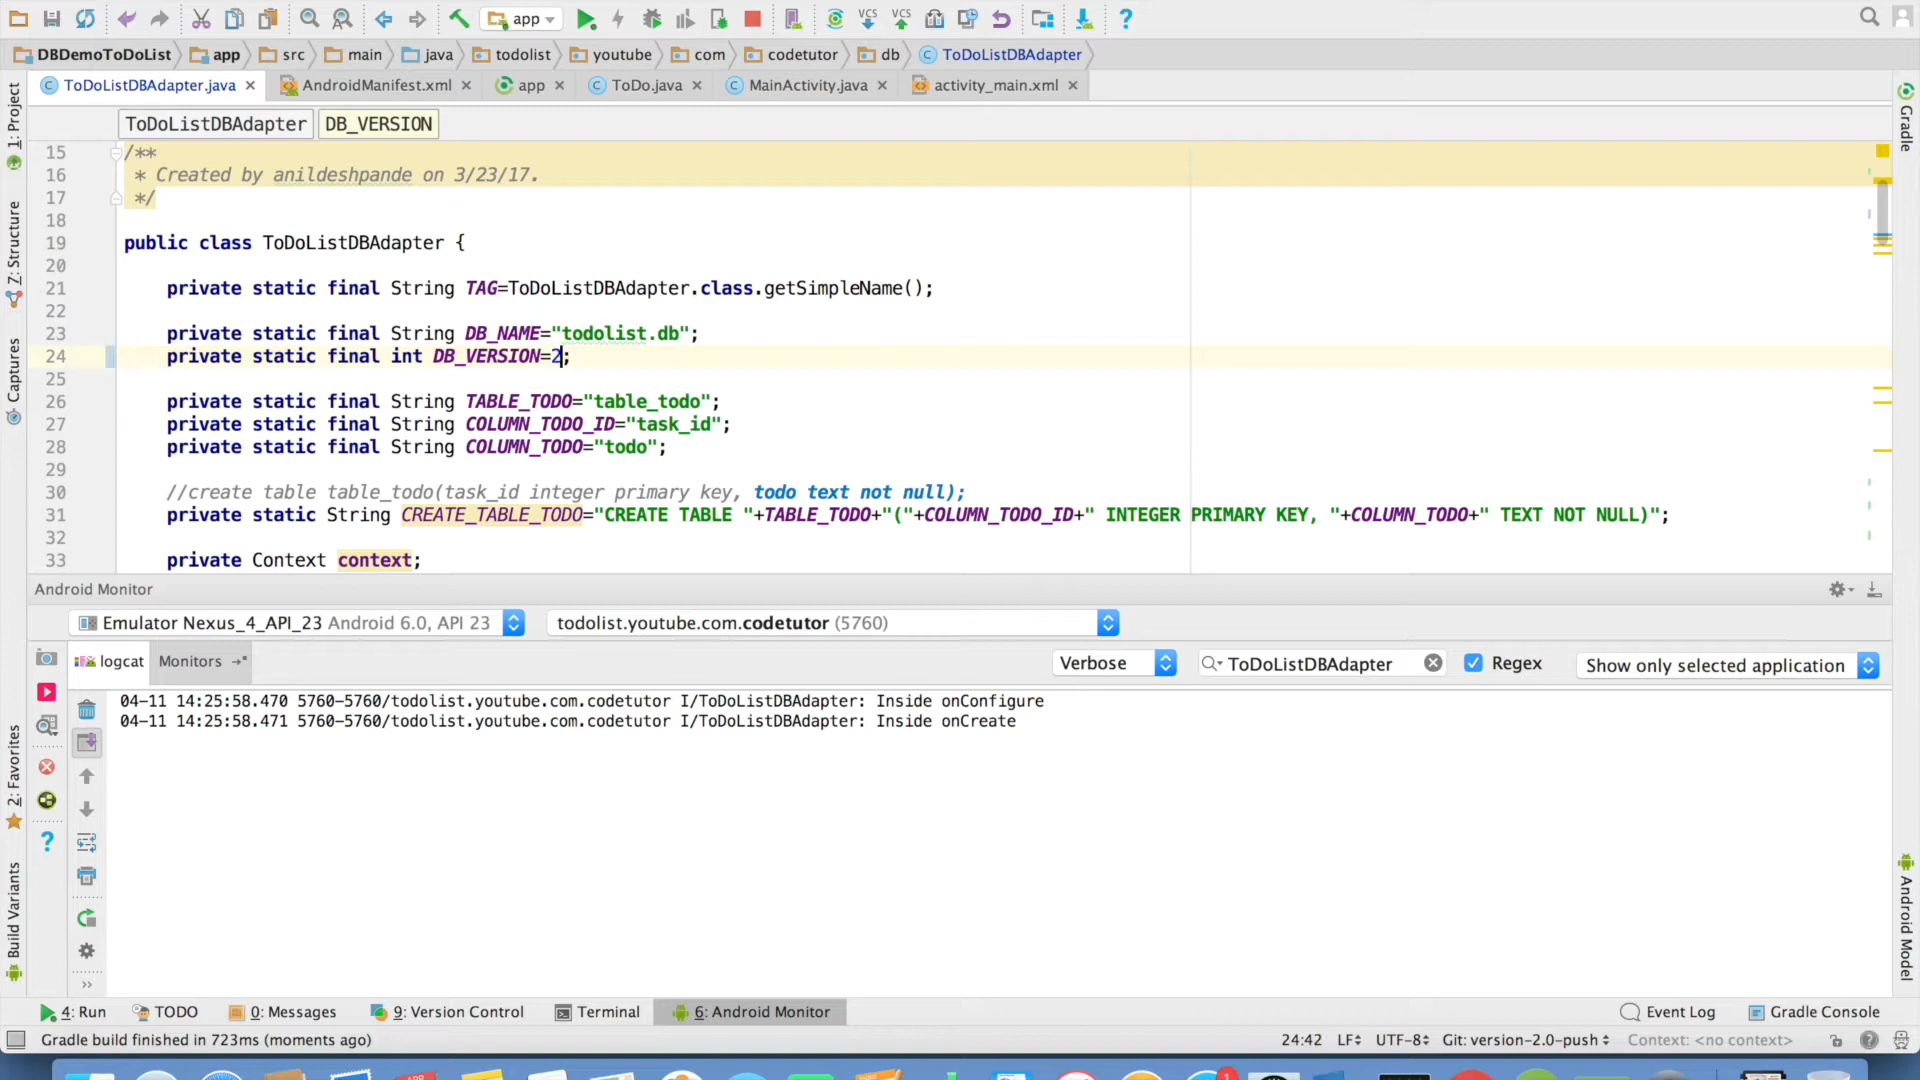 app
DBDemoToDoList app src main java todolist youtube com codetutor db ToDoListDBAdapter
ToDoListDBAdapter.java AndroidManifest.xml app ToDo.java MainActivity.java activity_main.xml
ToDoListDBAdapter DB_VERSION
15 /**
16 * Created by anildeshpande on 3/23/17.
17 */
18
19 public class ToDoListDBAdapter {
20
21 private static final String TAG=ToDoListDBAdapter.class.getSimpleName();
22
23 private static final String DB_NAME="todolist.db";
24 private static final int DB_VERSION=2;
25
26 private static final String TABLE_TODO="table_todo";
27 private static final String COLUMN_TODO_ID="task_id";
28 private static final String COLUMN_TODO="todo";
29
30 //create table table_todo(task_id integer primary key, todo text not null);
31 private static String CREATE_TABLE_TODO="CREATE TABLE "+TABLE_TODO+"("+COLUMN_TODO_ID+" INTEGER PRIMARY KEY, "+COLUMN_TODO+" TEXT NOT NULL)";
32
33 private Context context;
Android Monitor
Emulator Nexus_4_API_23 Android 6.0, API 23 todolist.youtube.com.codetutor (5760)
logcat Monitors Verbose ToDoListDBAdapter Regex Show only selected application
04-11 14:25:58.470 5760-5760/todolist.youtube.com.codetutor I/ToDoListDBAdapter: Inside onConfigure
04-11 14:25:58.471 5760-5760/todolist.youtube.com.codetutor I/ToDoListDBAdapter: Inside onCreate
4: Run TODO 0: Messages 9: Version Control Terminal 6: Android Monitor Event Log Gradle Console
Gradle build finished in 723ms (moments ago) 24:42 LF UTF-8 Git: version-2.0-push Context: <no context>
1: Project
Z: Structure
Captures
2: Favorites
Build Variants
Gradle
Android Model